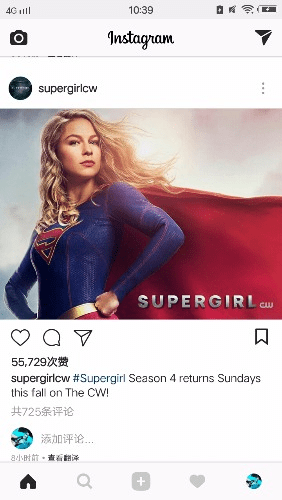 4G
10:39
Instagram
supergirlcw
SUPERGIRL CW
55,729次赞
supergirlcw #Supergirl Season 4 returns Sundays
this fall on The CW!
共725条评论
添加评论...
8小时前 · 查看翻译